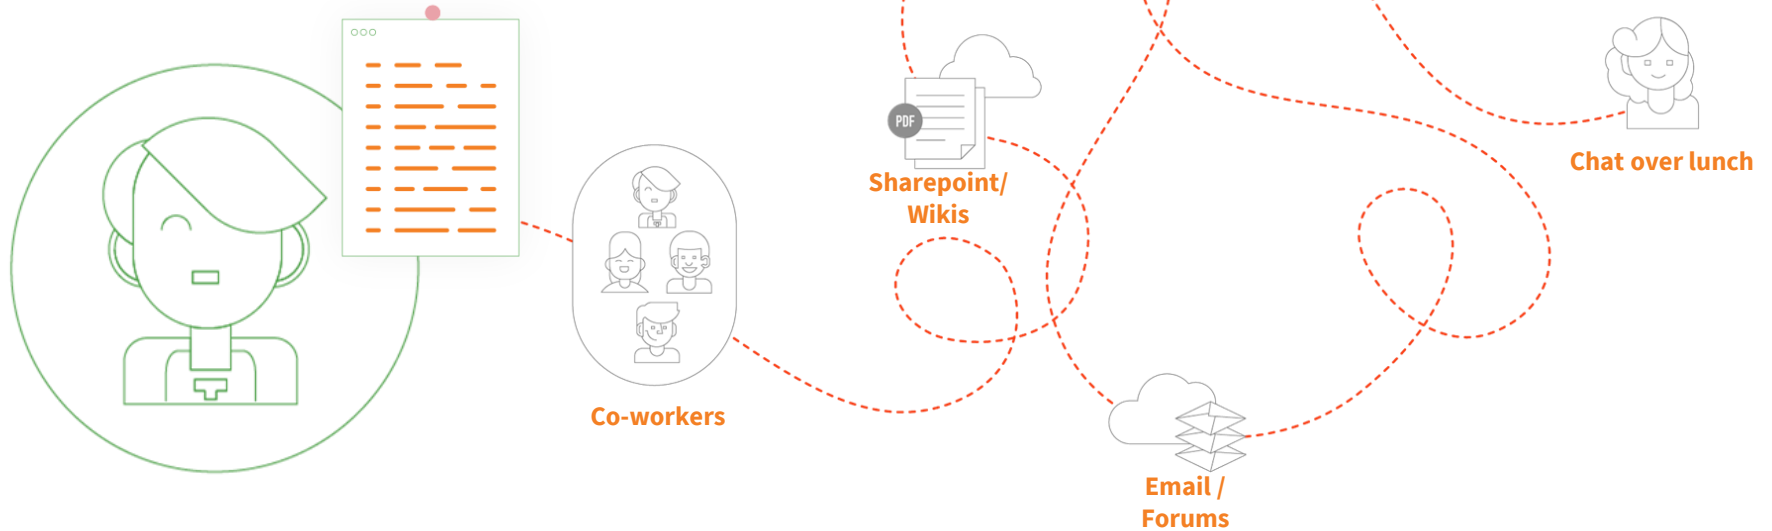 PDF
Sharepoint/
Wikis
Chat over lunch
Co-workers
Email /
Forums